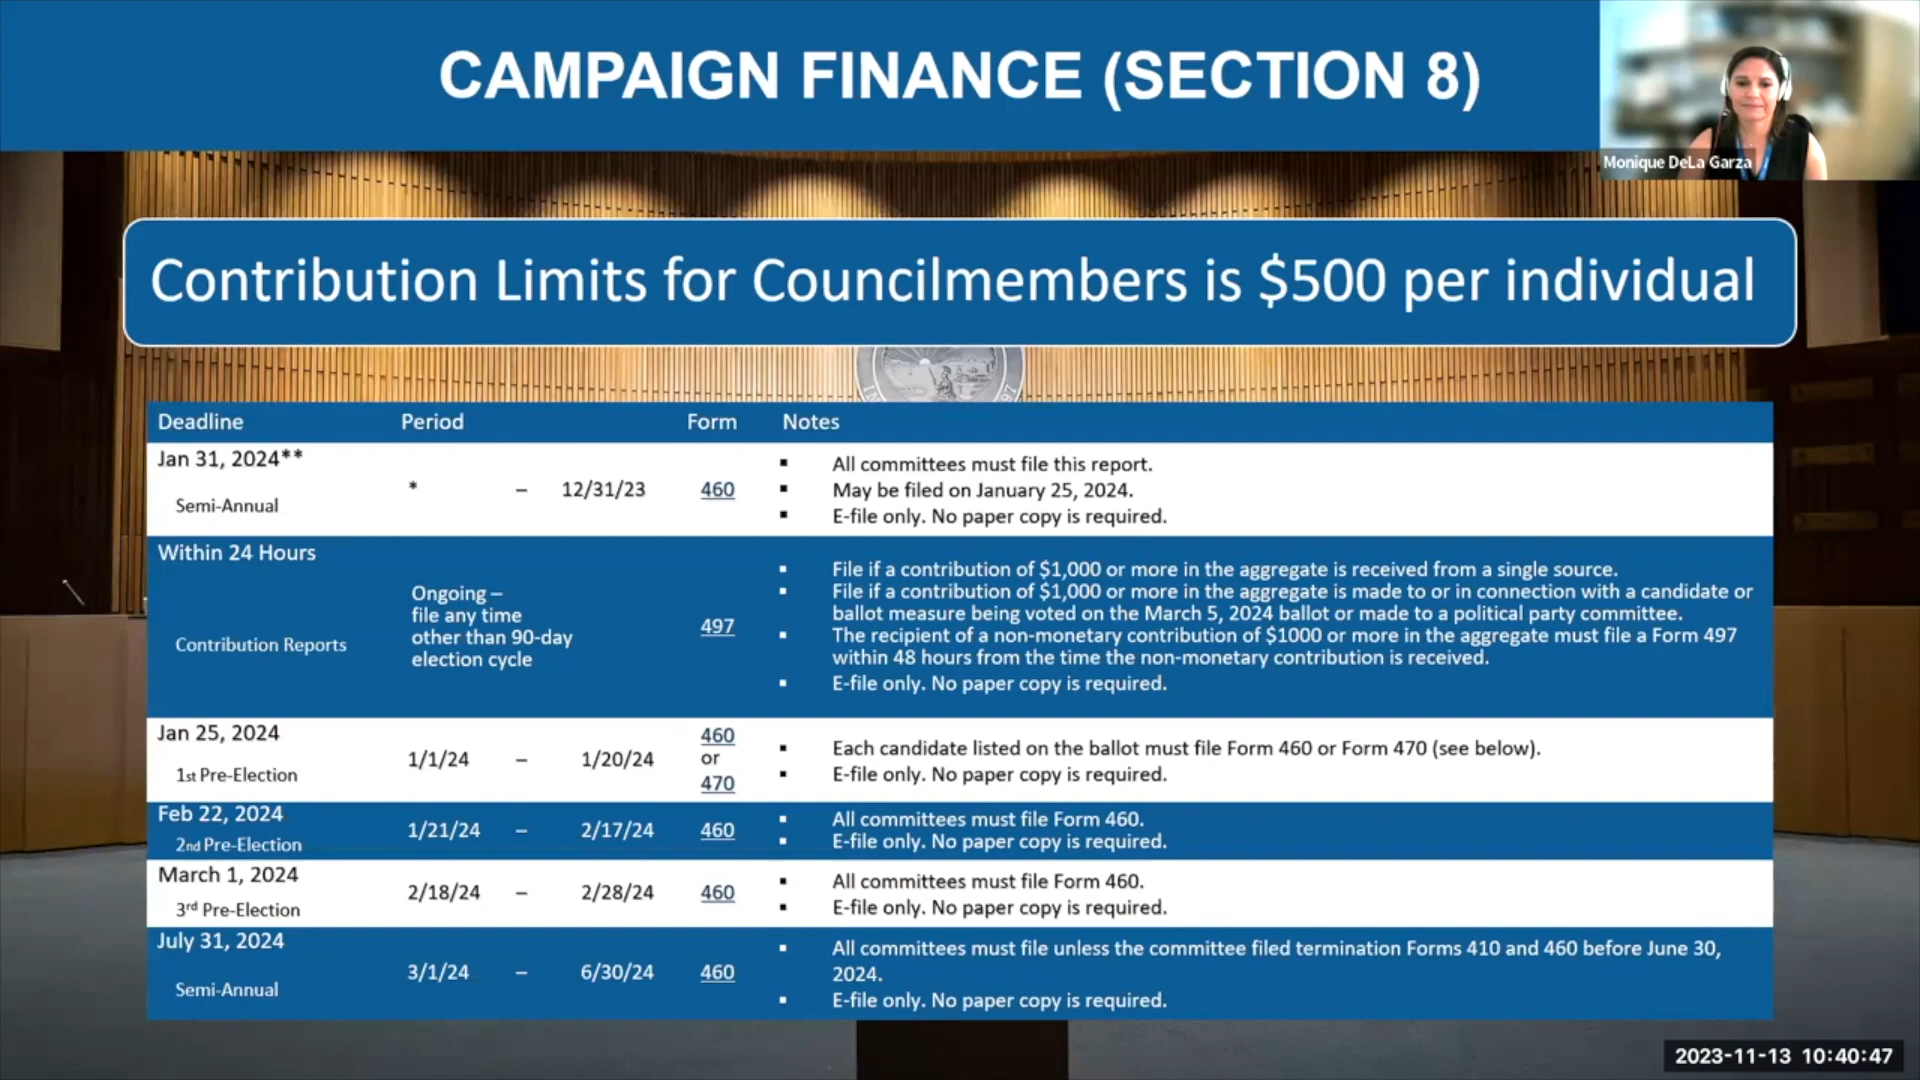 CAMPAIGN FINANCE (SECTION 8)
Monique DeLa Garza
Contribution Limits for Councilmembers is $500 per individual
Deadline Period Form Notes
Jan 31, 2024**
Semi-Annual
* – 12/31/23 460
▪ All committees must file this report.
▪ May be filed on January 25, 2024.
▪ E-file only. No paper copy is required.
Within 24 Hours
Contribution Reports
Ongoing –
file any time
other than 90-day
election cycle
497
▪ File if a contribution of $1,000 or more in the aggregate is received from a single source.
▪ File if a contribution of $1,000 or more in the aggregate is made to or in connection with a candidate or
ballot measure being voted on the March 5, 2024 ballot or made to a political party committee.
▪ The recipient of a non-monetary contribution of $1000 or more in the aggregate must file a Form 497
within 48 hours from the time the non-monetary contribution is received.
▪ E-file only. No paper copy is required.
Jan 25, 2024
1st Pre-Election
1/1/24 – 1/20/24
460
or
470
▪ Each candidate listed on the ballot must file Form 460 or Form 470 (see below).
▪ E-file only. No paper copy is required.
Feb 22, 2024
2nd Pre-Election
1/21/24 – 2/17/24 460
▪ All committees must file Form 460.
▪ E-file only. No paper copy is required.
March 1, 2024
3rd Pre-Election
2/18/24 – 2/28/24 460
▪ All committees must file Form 460.
▪ E-file only. No paper copy is required.
July 31, 2024
Semi-Annual
3/1/24 – 6/30/24 460
▪ All committees must file unless the committee filed termination Forms 410 and 460 before June 30,
2024.
▪ E-file only. No paper copy is required.
2023-11-13 10:40:47